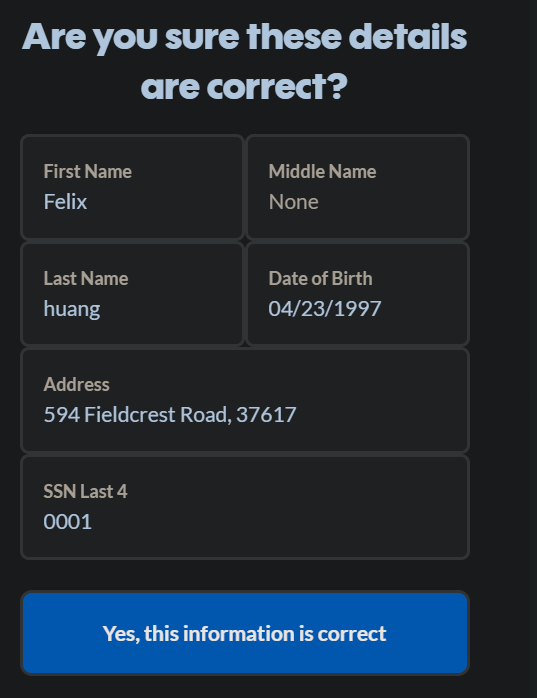 Are you sure these details
are correct?
First Name
Felix
Middle Name
None
Last Name
huang
Date of Birth
04/23/1997
Address
594 Fieldcrest Road, 37617
SSN Last 4
0001
Yes, this information is correct